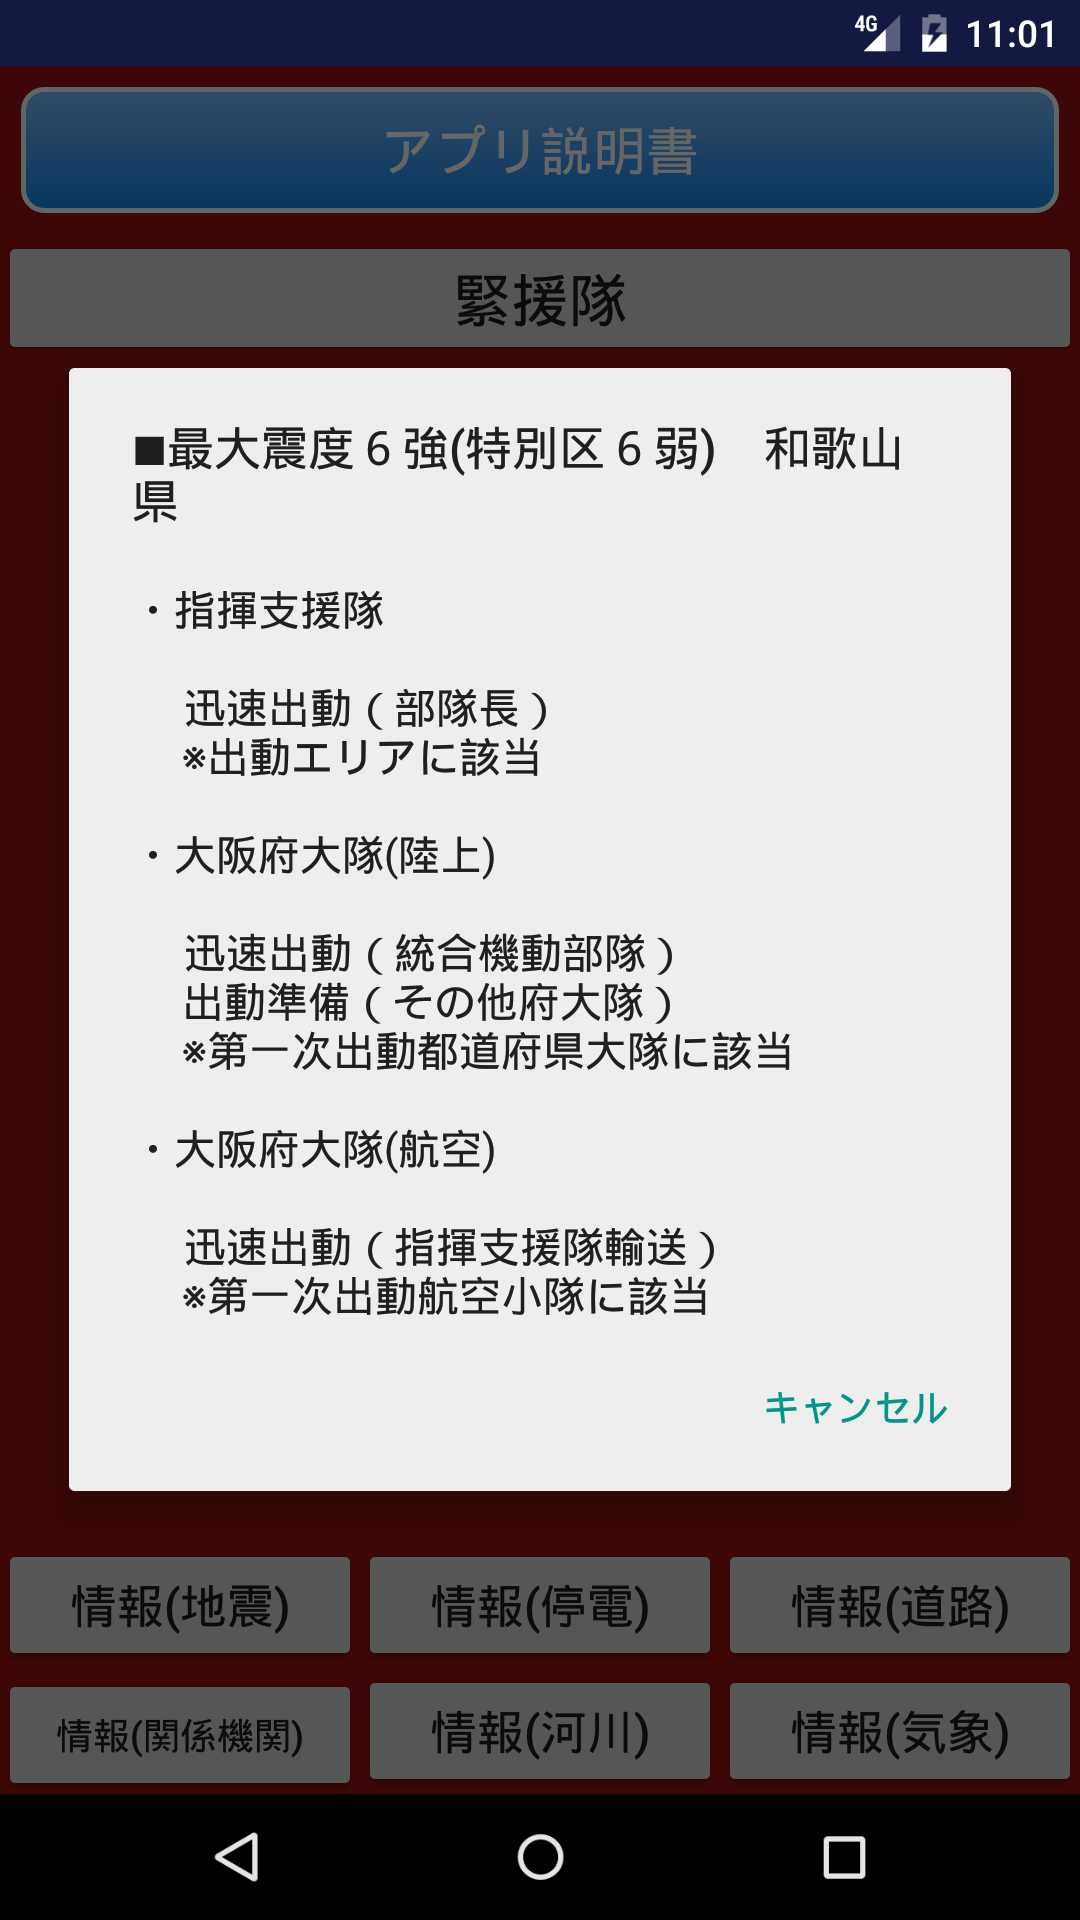 4G 11:01
アプリ説明書
緊援隊
■最大震度６強(特別区６弱)　和歌山
県
・指揮支援隊
迅速出動（部隊長）
※出動エリアに該当
・大阪府大隊(陸上)
迅速出動（統合機動部隊）
出動準備（その他府大隊）
※第一次出動都道府県大隊に該当
・大阪府大隊(航空)
迅速出動（指揮支援隊輸送）
※第一次出動航空小隊に該当
キャンセル
情報(地震) 情報(停電) 情報(道路)
情報(関係機関) 情報(河川) 情報(気象)